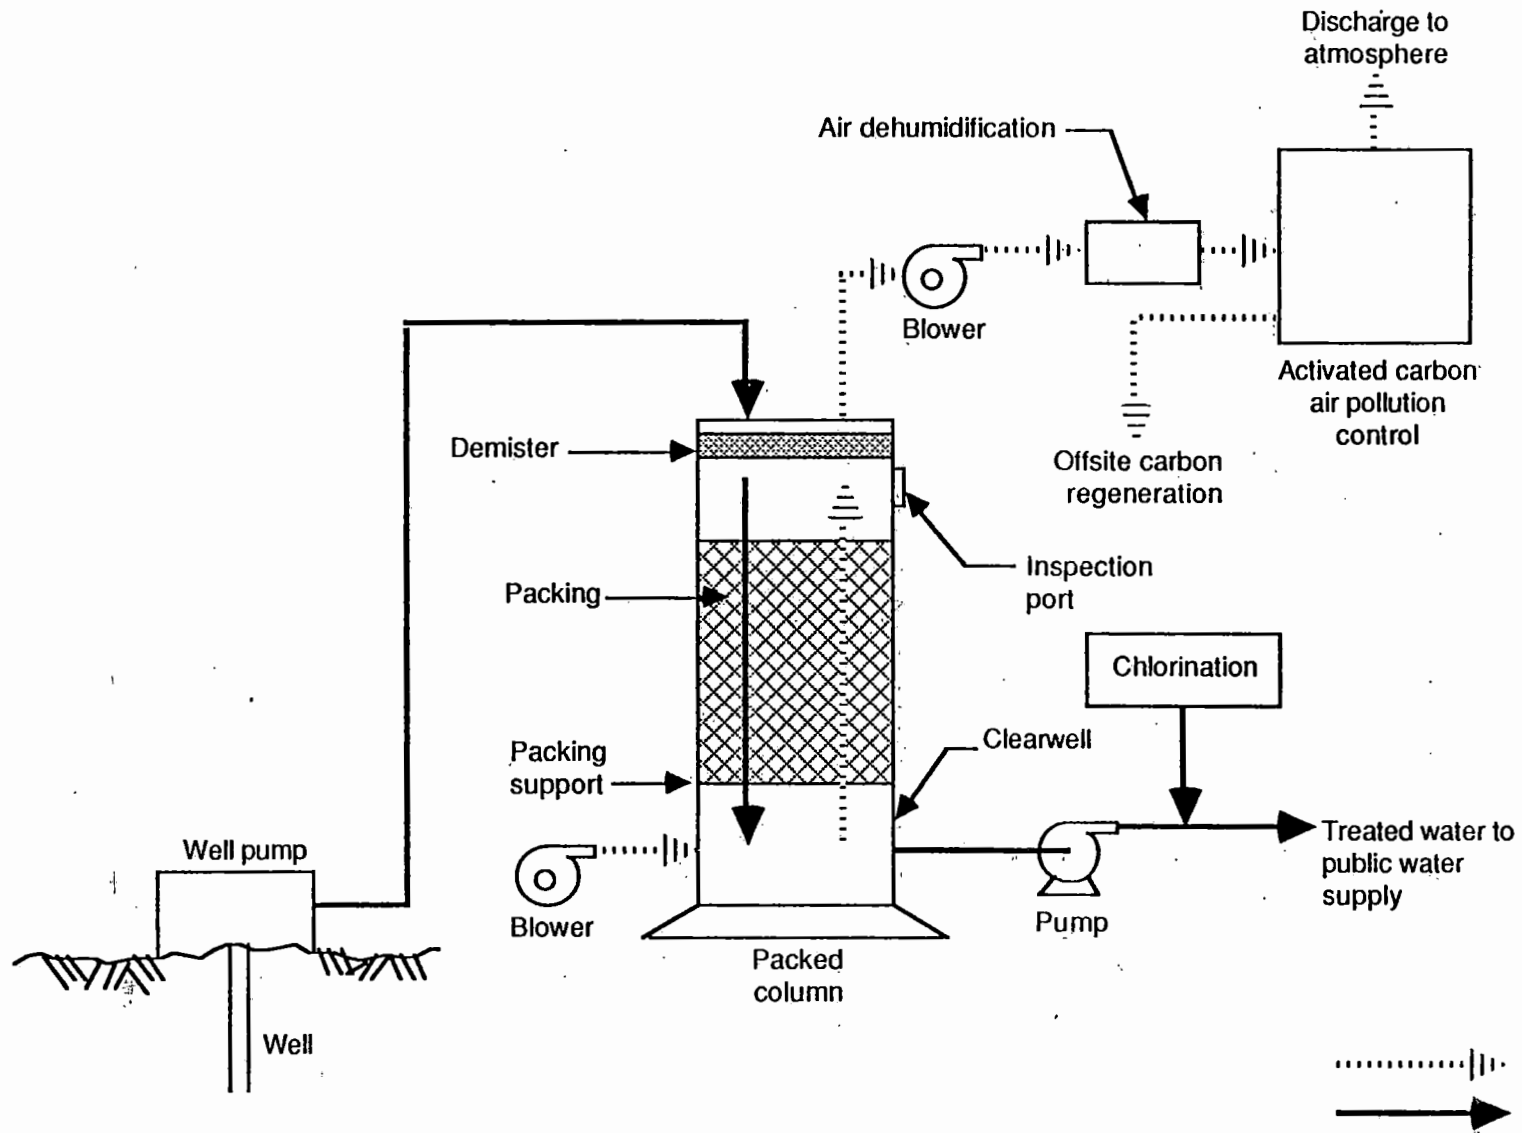 Discharge to
atmosphere
Air dehumidification
Blower
Activated carbon
air pollution
control
Demister
Offsite carbon
regeneration
Inspection
port
Packing
Chlorination
Clearwell
Packing
support
Treated water to
public water
supply
Well pump
Blower
Pump
Packed
column
Well